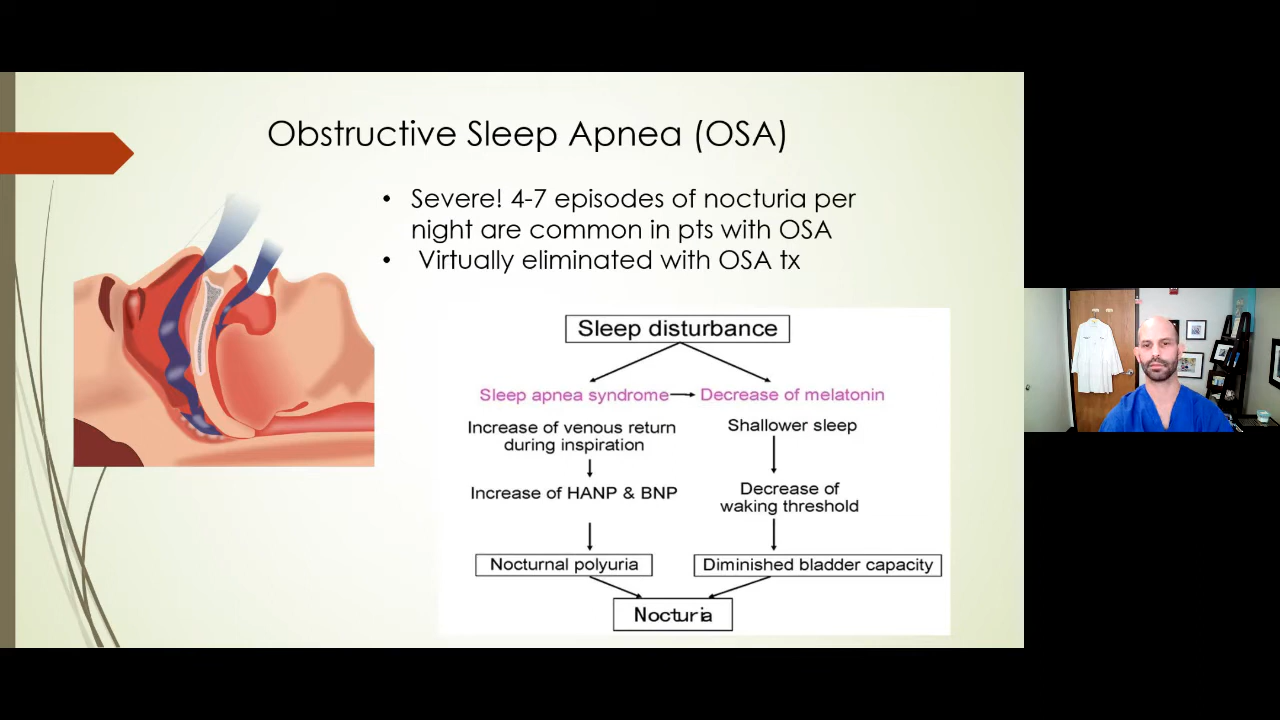 Obstructive Sleep Apnea (OSA)
• Severe! 4-7 episodes of nocturia per
night are common in pts with OSA
• Virtually eliminated with OSA tx
Sleep disturbance
Sleep apnea syndrome
Decrease of melatonin
Increase of venous return
during inspiration
Shallower sleep
Increase of HANP & BNP
Decrease of
waking threshold
Nocturnal polyuria
Diminished bladder capacity
Nocturia